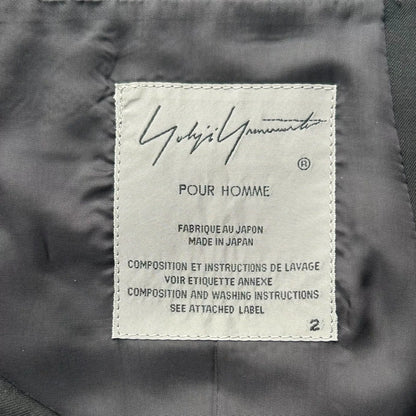 Yohji Yamamoto
®
POUR HOMME
FABRIQUE AU JAPON
MADE IN JAPAN
COMPOSITION ET INSTRUCTIONS DE LAVAGE
VOIR ETIQUETTE ANNEXE
COMPOSITION AND WASHING INSTRUCTIONS
SEE ATTACHED LABEL
2